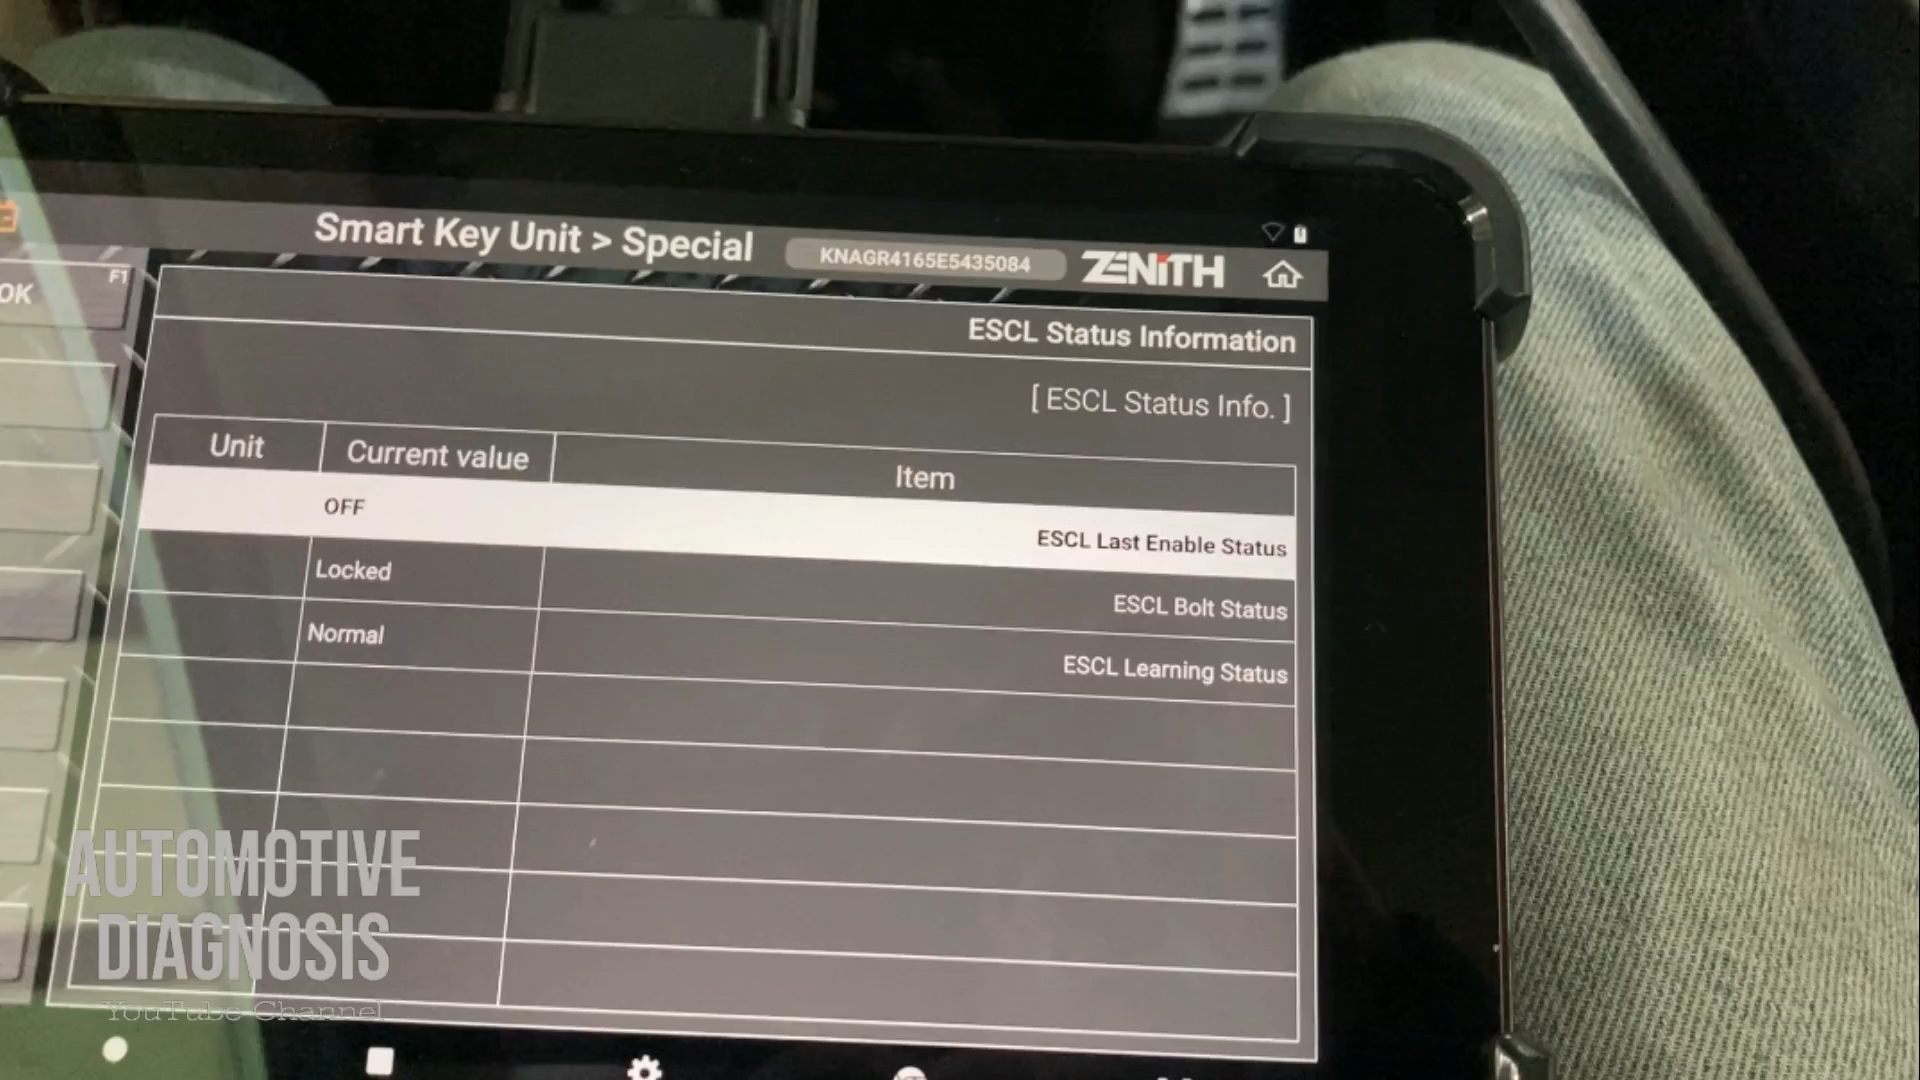 Smart Key Unit > Special
KNAGR4165E5435084
ZENITH
OK
F1
ESCL Status Information
[ ESCL Status Info. ]
Unit
Current value
Item
OFF
ESCL Last Enable Status
Locked
ESCL Bolt Status
Normal
ESCL Learning Status
AUTOMOTIVE
DIAGNOSIS
YouTube Channel